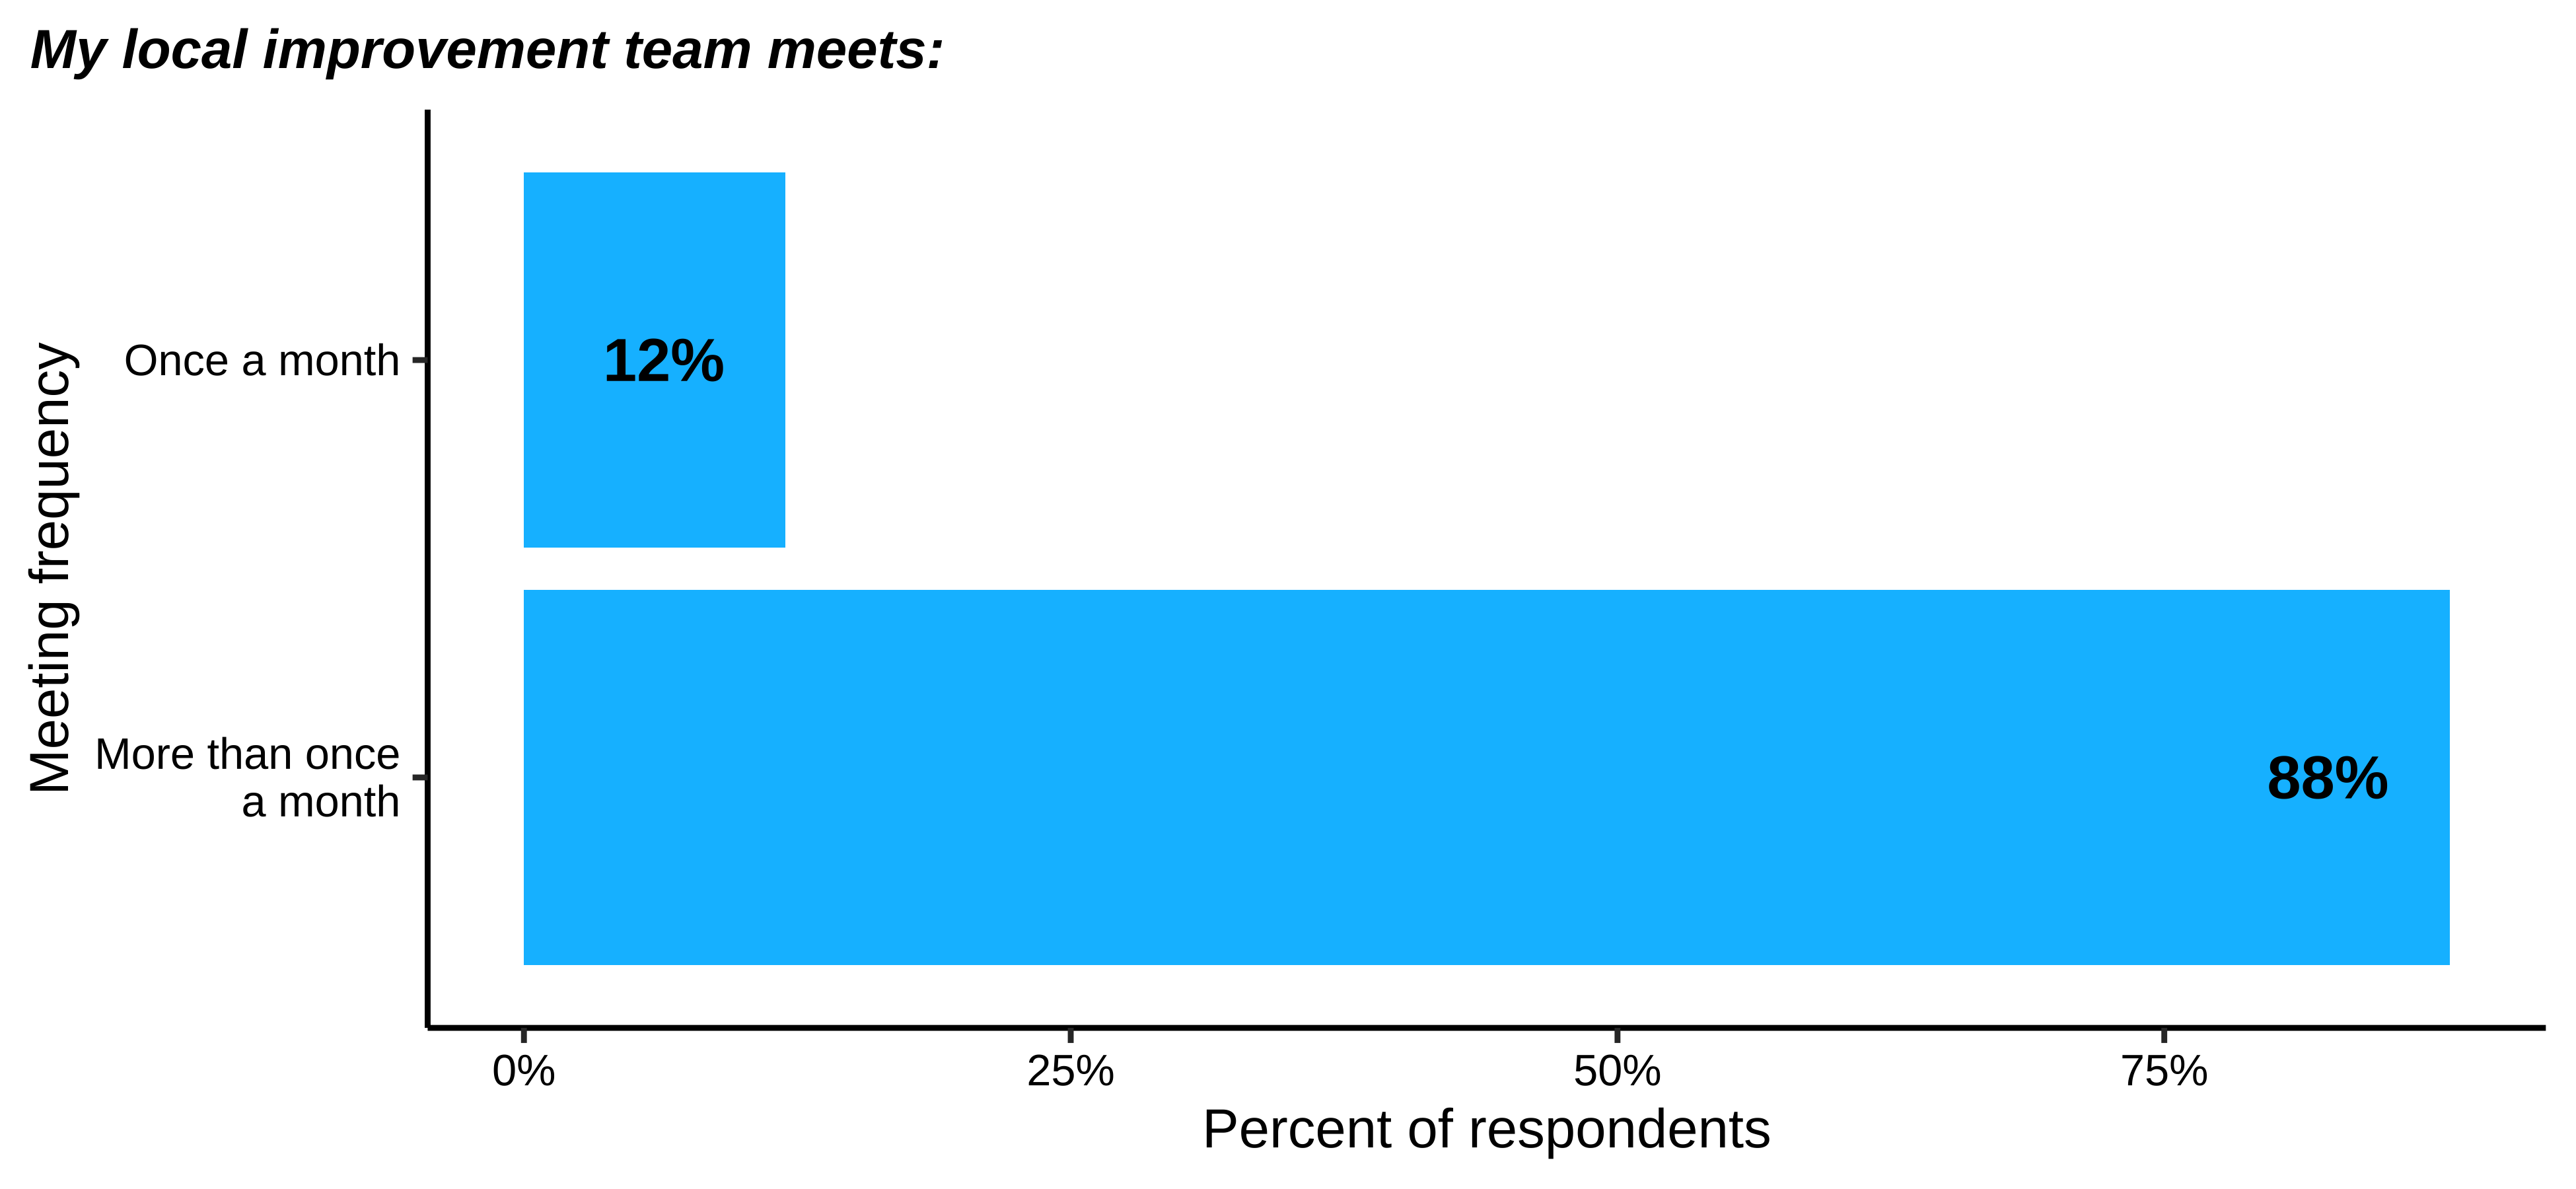 My local improvement team meets:
Meeting frequency
Once a month
12%
More than once
a month
88%
0%
25%
50%
75%
Percent of respondents